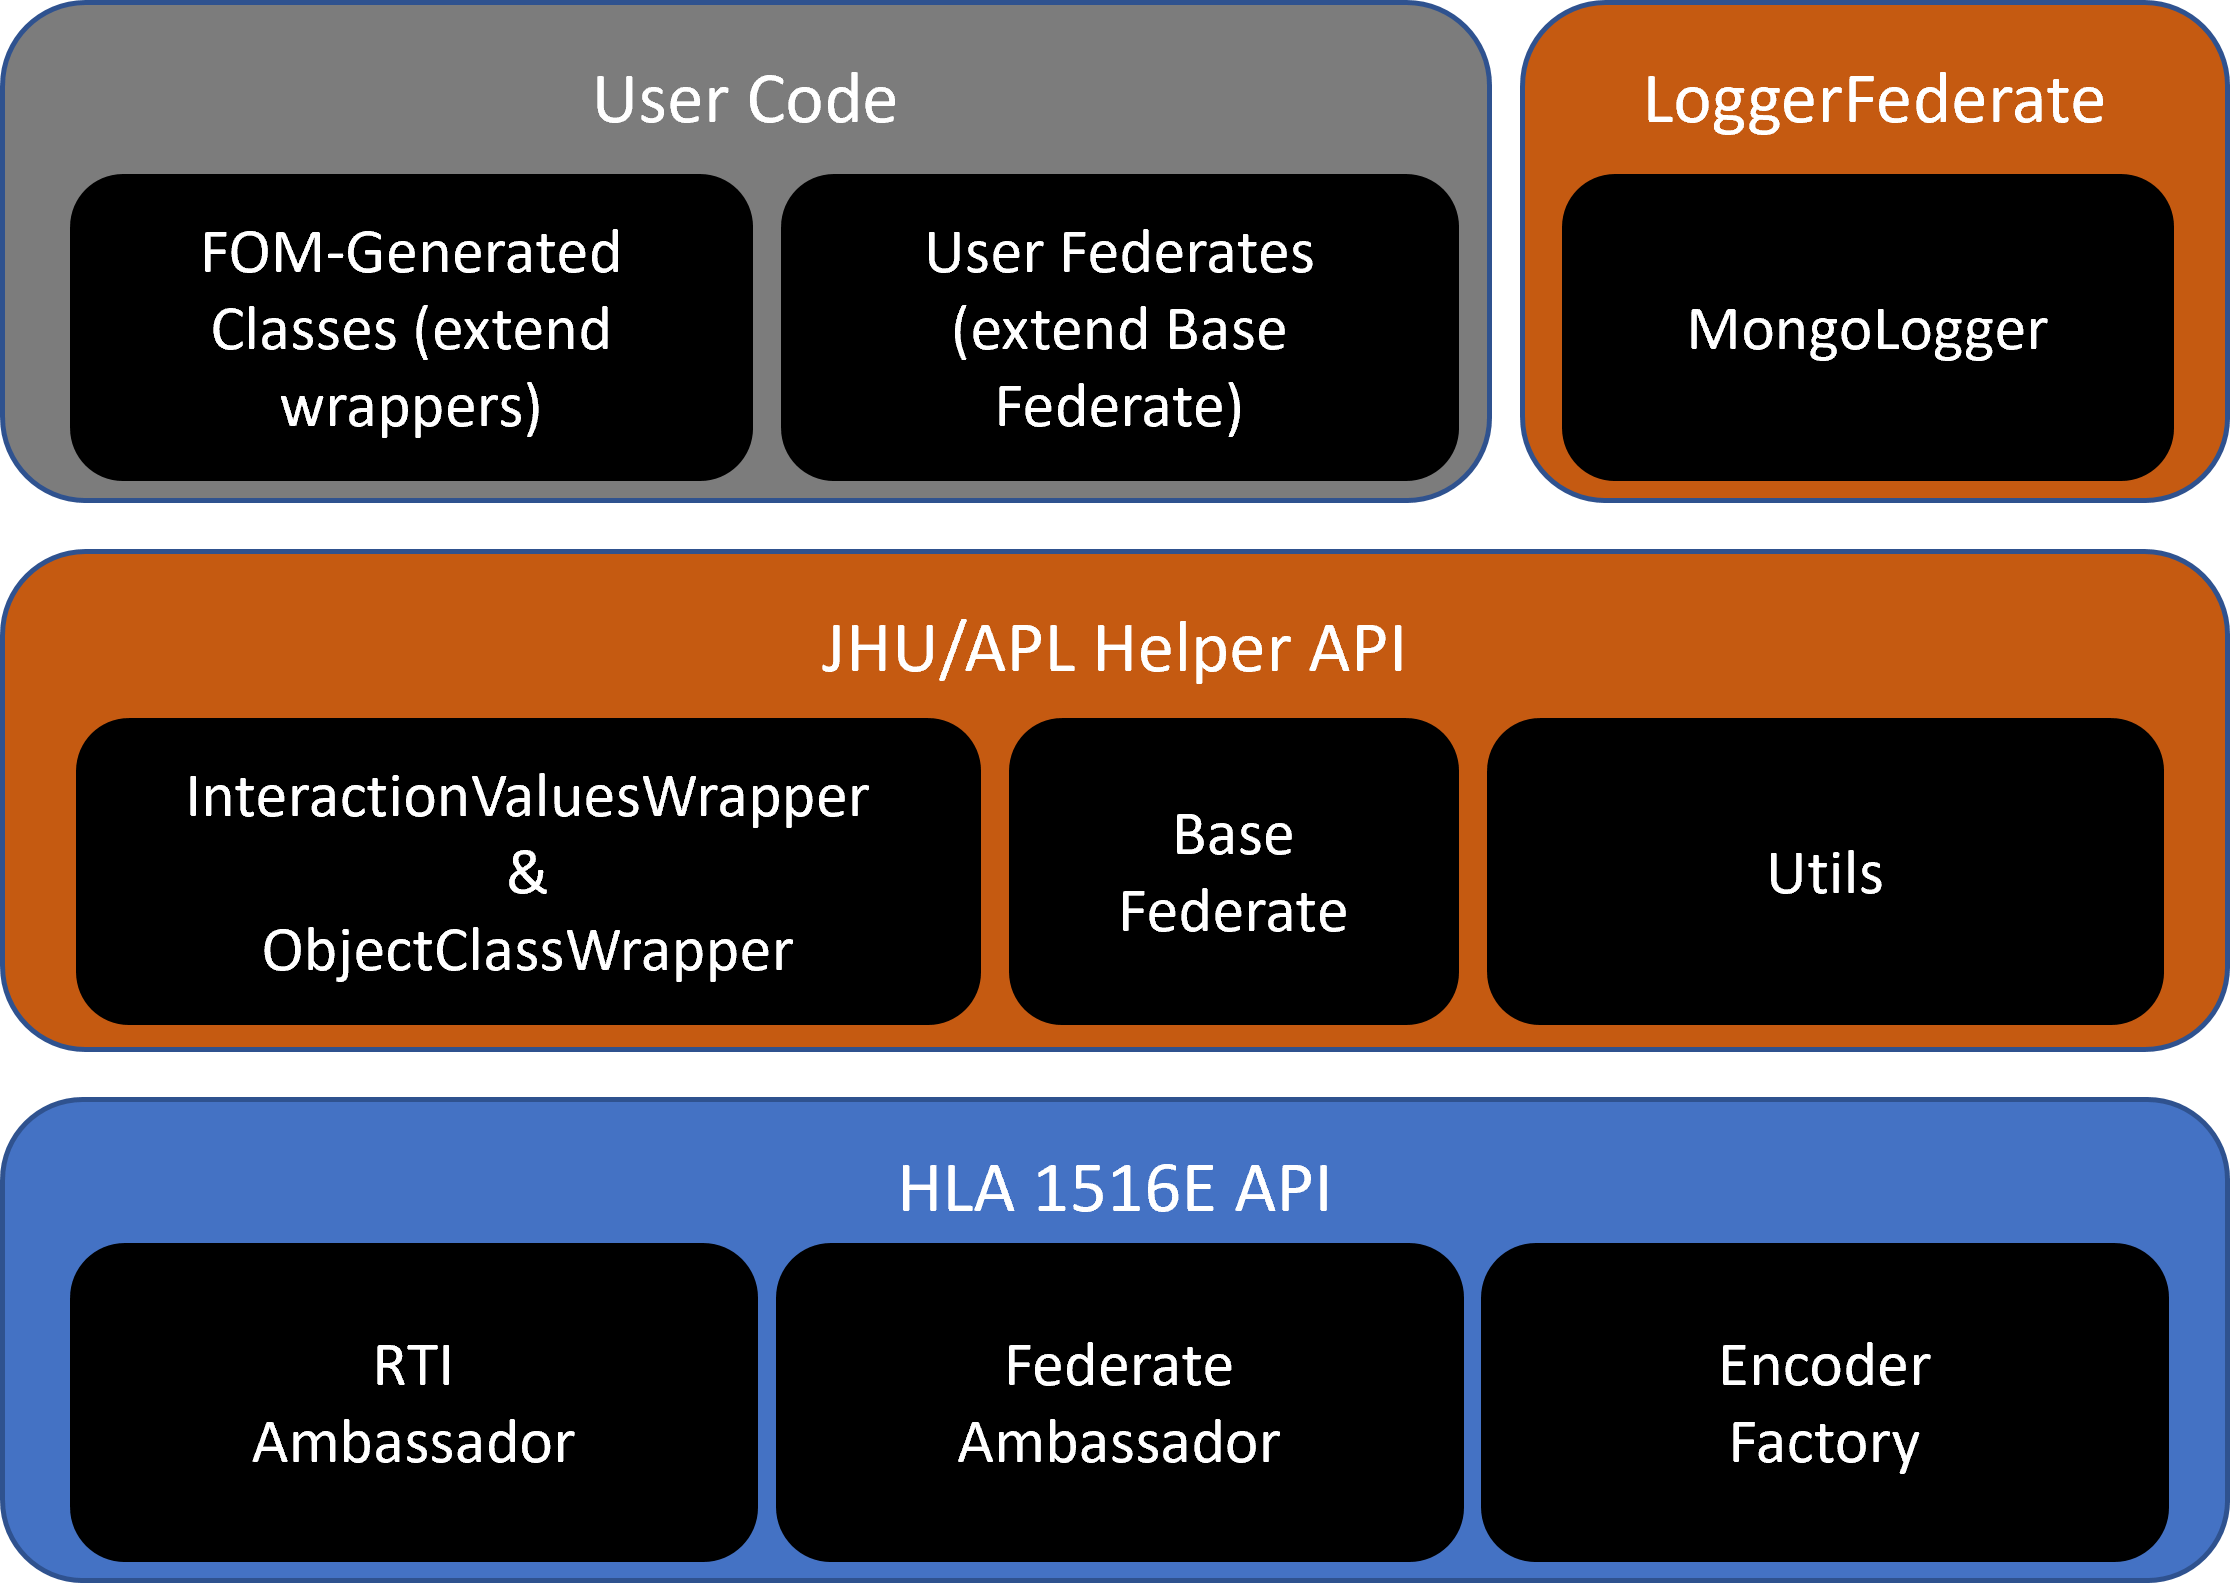 User Code
FOM-Generated
Classes (extend
wrappers)
User Federates
(extend Base
Federate)
LoggerFederate
MongoLogger
JHU/APL Helper API
InteractionValuesWrapper
&
ObjectClassWrapper
Base
Federate
Utils
HLA 1516E API
RTI
Ambassador
Federate
Ambassador
Encoder
Factory